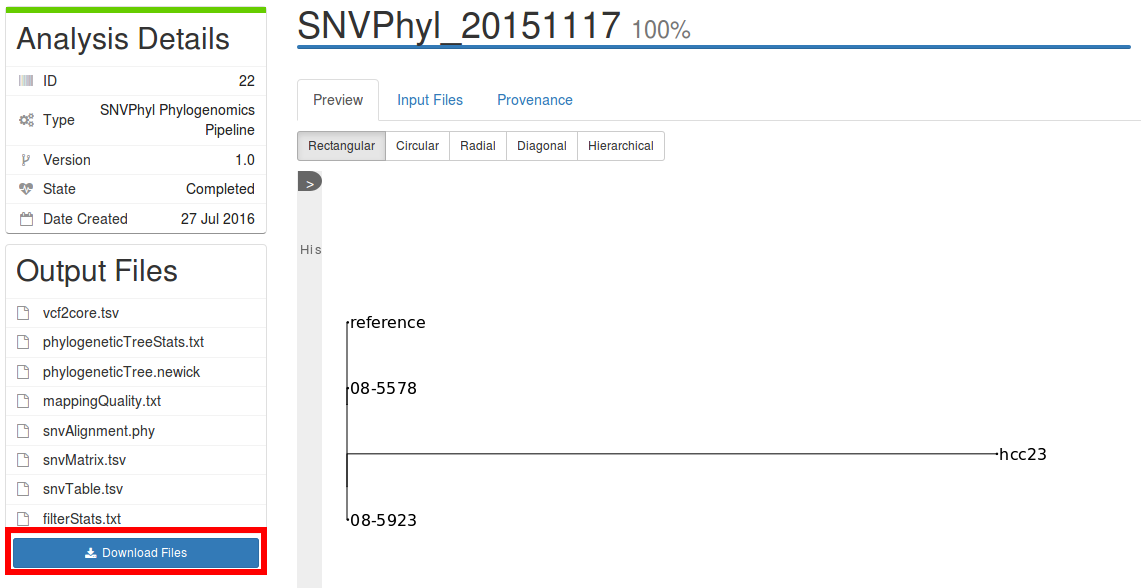 Analysis Details
ID 22
Type SNVPhyl Phylogenomics
Pipeline
Version 1.0
State Completed
Date Created 27 Jul 2016
Output Files
vcf2core.tsv
phylogeneticTreeStats.txt
phylogeneticTree.newick
mappingQuality.txt
snvAlignment.phy
snvMatrix.tsv
snvTable.tsv
filterStats.txt
Download Files
SNVPhyl_20151117 100%
Preview Input Files Provenance
Rectangular Circular Radial Diagonal Hierarchical
>
His
reference
08-5578
hcc23
08-5923